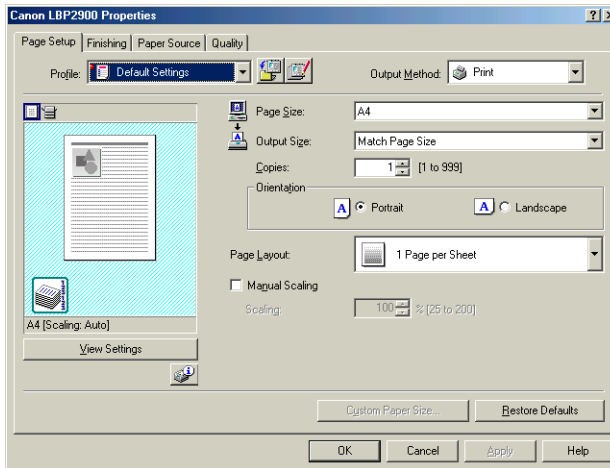 Canon LBP2900 Properties
Page Setup Finishing Paper Source Quality
Profile: Default Settings Output Method: Print
Page Size: A4
Output Size: Match Page Size
Copies: 1 [1 to 999]
Orientation
A Portrait A Landscape
Page Layout: 1 Page per Sheet
Manual Scaling
Scaling: 100 % [25 to 200]
A4 [Scaling: Auto]
View Settings
Custom Paper Size... Restore Defaults
OK Cancel Apply Help